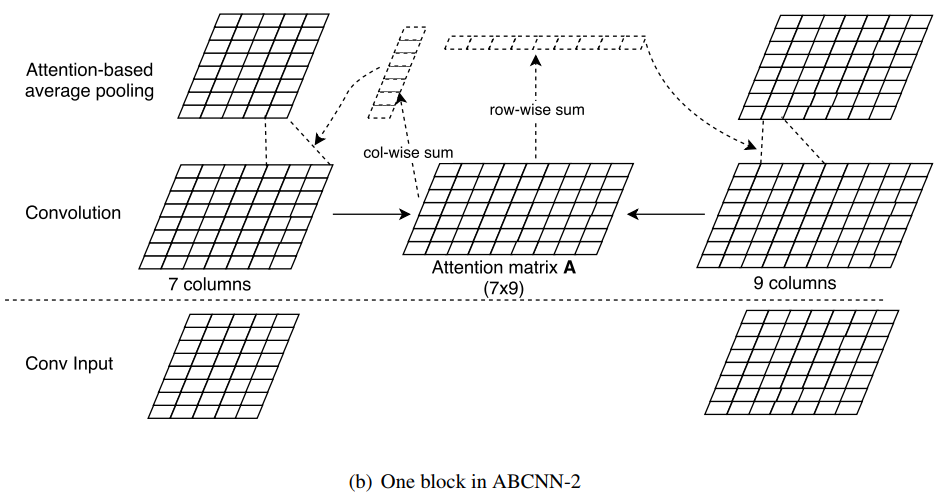 Attention-based
average pooling
row-wise sum
col-wise sum
Convolution
7 columns
Attention matrix A
(7x9)
9 columns
Conv Input
(b) One block in ABCNN-2